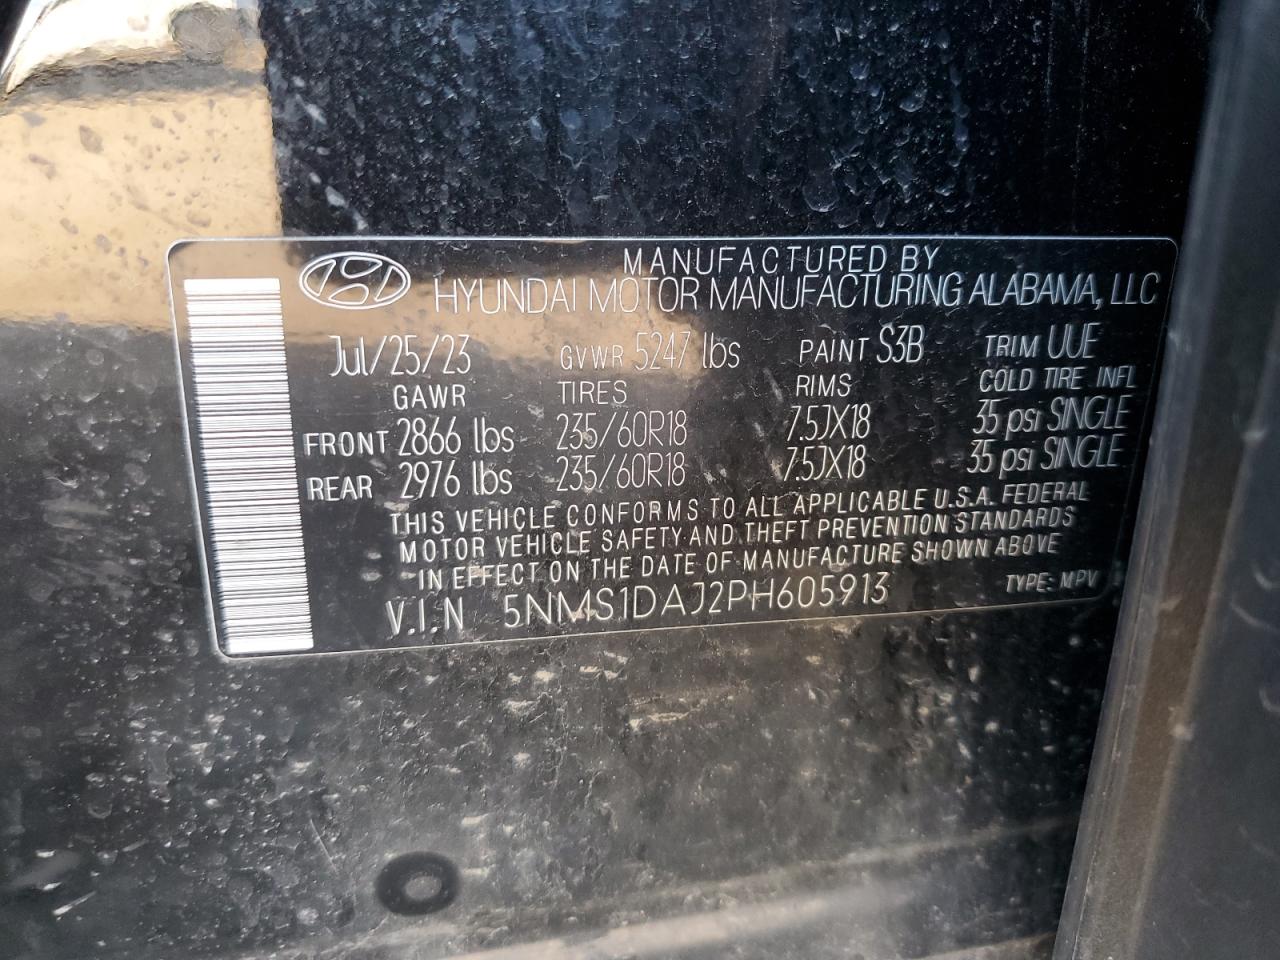 MANUFACTURED BY
HYUNDAI MOTOR MANUFACTURING ALABAMA, LLC
Jul/25/23 GVWR 5247 lbs PAINT S3B TRIM UUE
GAWR TIRES RIMS COLD TIRE INFL
FRONT 2866 lbs 235/60R18 7.5JX18 35 psi SINGLE
REAR 2976 lbs 235/60R18 7.5JX18 35 psi SINGLE
THIS VEHICLE CONFORMS TO ALL APPLICABLE U.S.A. FEDERAL
MOTOR VEHICLE SAFETY AND THEFT PREVENTION STANDARDS
IN EFFECT ON THE DATE OF MANUFACTURE SHOWN ABOVE
V.I.N 5NMS1DAJ2PH605913 TYPE: MPV